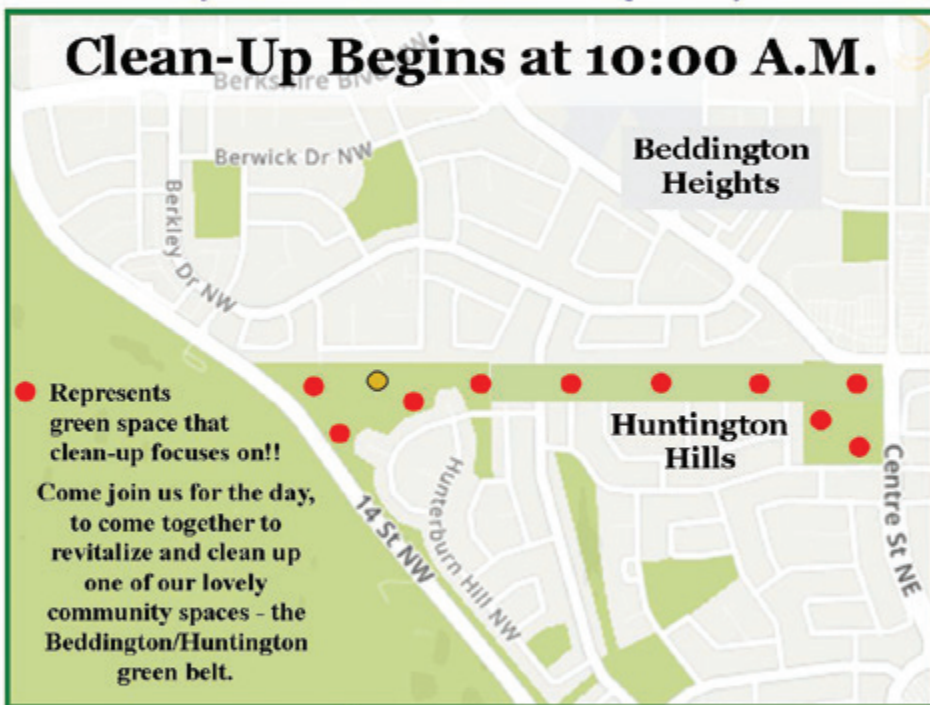 Clean-Up Begins at 10:00 A.M.
Berkshire Blvd NW
Berwick Dr NW
Beddington
Heights
Berkley Dr NW
Represents
green space that
clean-up focuses on!!
Come join us for the day,
to come together to
revitalize and clean up
one of our lovely
community spaces - the
Beddington/Huntington
green belt.
Huntington
Hills
14 St NW
Hunterburn Hill NW
Centre St NE